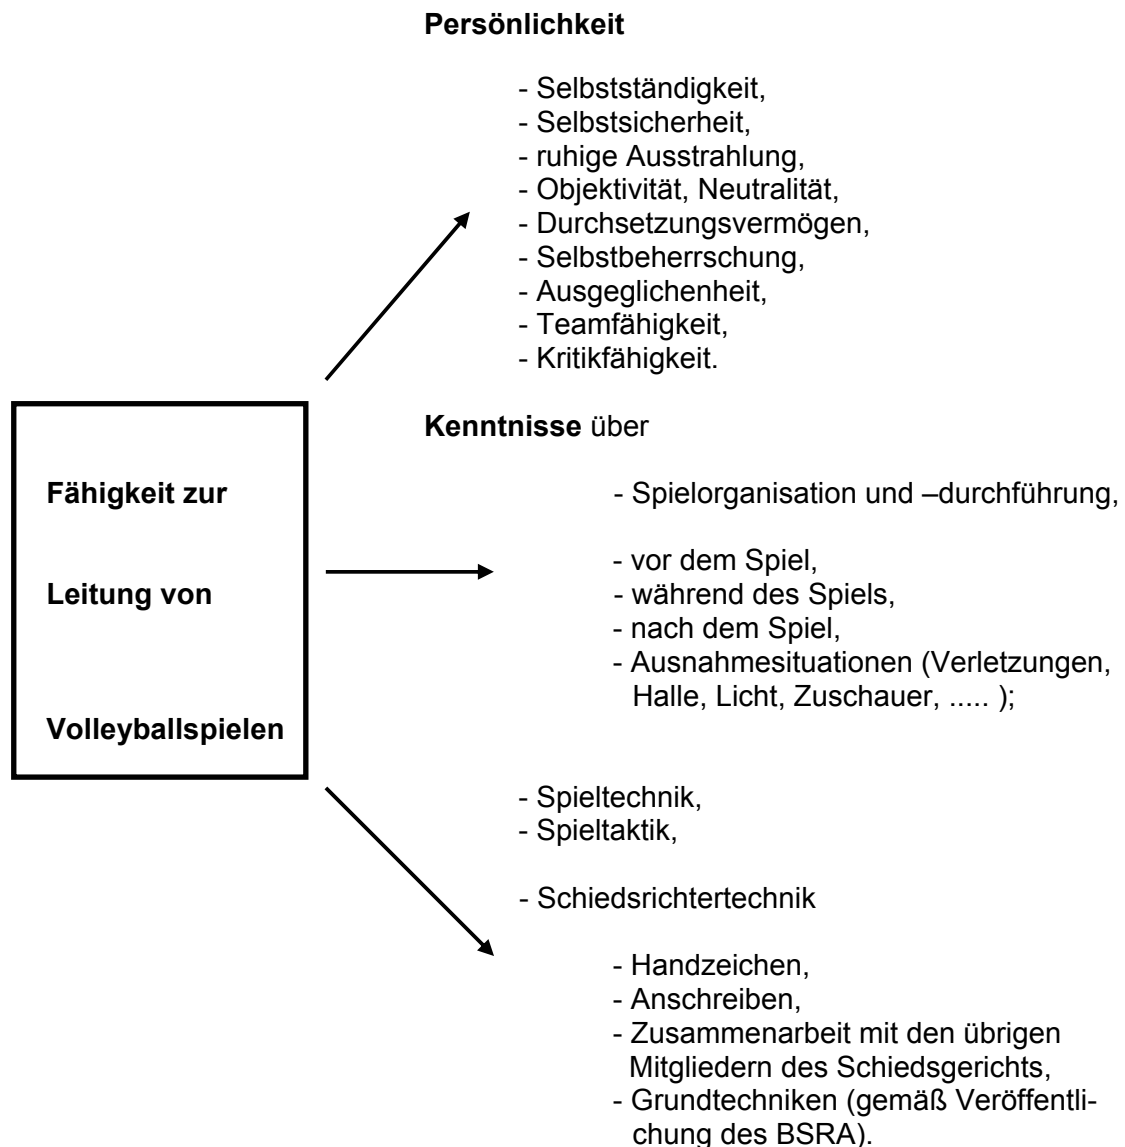 Persönlichkeit
- Selbstständigkeit,
- Selbstsicherheit,
- ruhige Ausstrahlung,
- Objektivität, Neutralität,
- Durchsetzungsvermögen,
- Selbstbeherrschung,
- Ausgeglichenheit,
- Teamfähigkeit,
- Kritikfähigkeit.
Fähigkeit zur
Leitung von
Volleyballspielen
Kenntnisse über
- Spielorganisation und –durchführung,
- vor dem Spiel,
- während des Spiels,
- nach dem Spiel,
- Ausnahmesituationen (Verletzungen,
Halle, Licht, Zuschauer, ..... );
- Spieltechnik,
- Spieltaktik,
- Schiedsrichtertechnik
- Handzeichen,
- Anschreiben,
- Zusammenarbeit mit den übrigen
Mitgliedern des Schiedsgerichts,
- Grundtechniken (gemäß Veröffentli-
chung des BSRA).